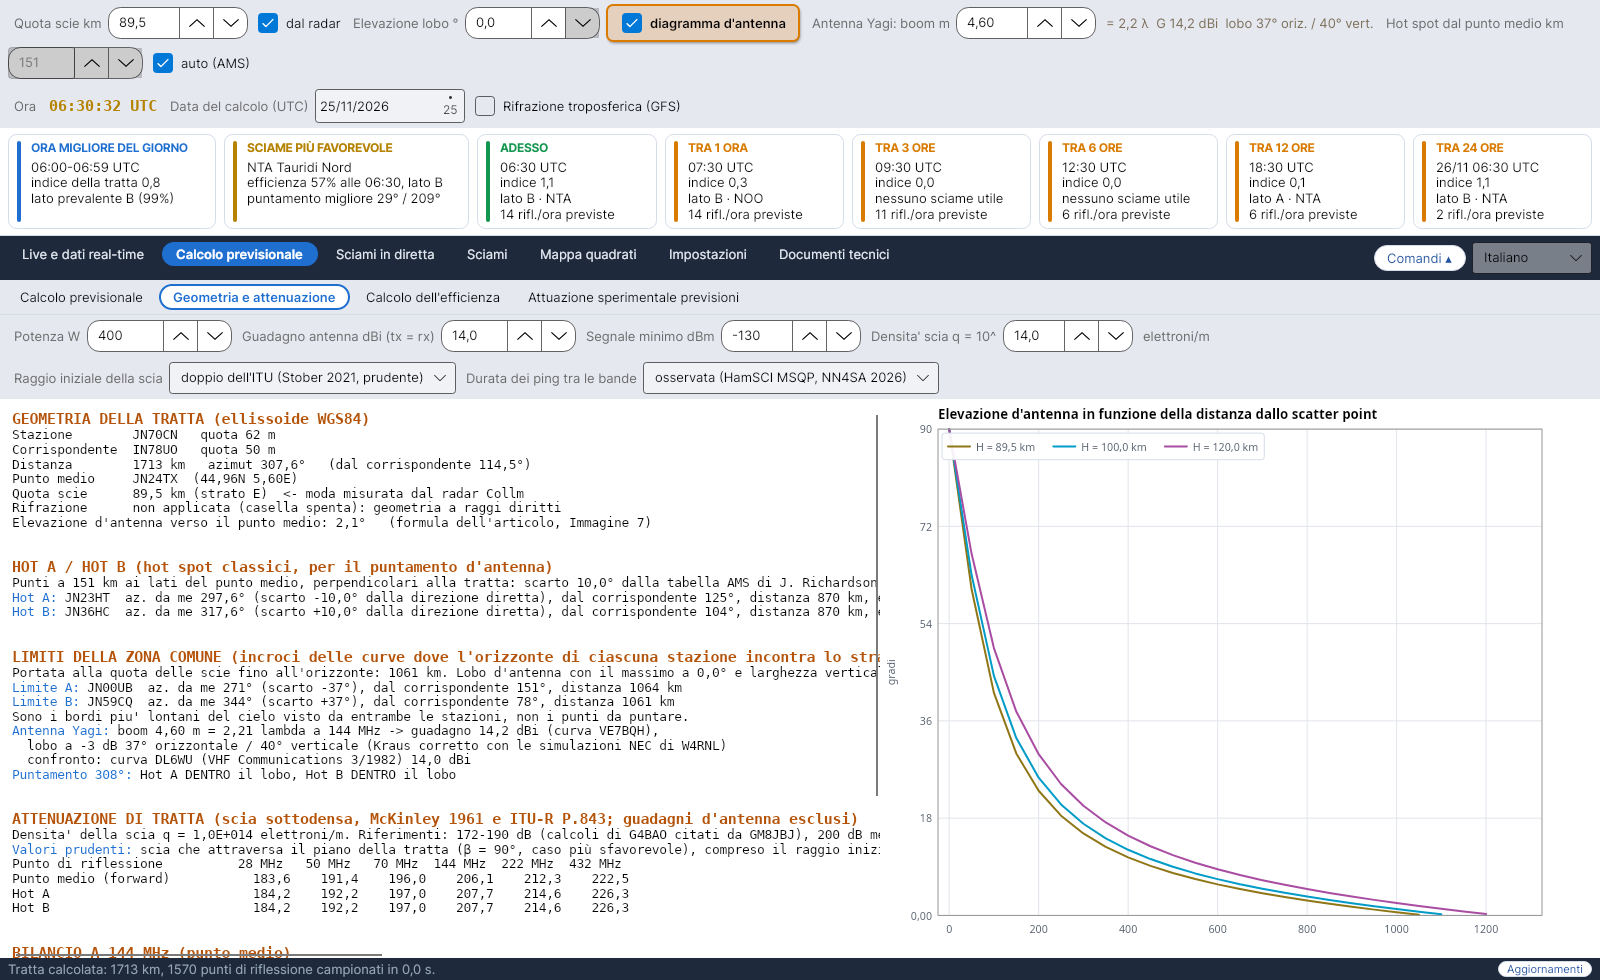 Quota scie km 89,5 dal radar Elevazione lobo ° 0,0 diagramma d'antenna Antenna Yagi: boom m 4,60 = 2,2 λ G 14,2 dBi lobo 37° oriz. / 40° vert. Hot spot dal punto medio km
151 auto (AMS)
Ora 06:30:32 UTC Data del calcolo (UTC) 25/11/2026 25 Rifrazione troposferica (GFS)
ORA MIGLIORE DEL GIORNO
06:00-06:59 UTC
indice della tratta 0,8
lato prevalente B (99%)
SCIAME PIÙ FAVOREVOLE
NTA Tauridi Nord
efficienza 57% alle 06:30, lato B
puntamento migliore 29° / 209°
ADESSO
06:30 UTC
indice 1,1
lato B · NTA
14 rifl./ora previste
TRA 1 ORA
07:30 UTC
indice 0,3
lato B · NOO
14 rifl./ora previste
TRA 3 ORE
09:30 UTC
indice 0,0
nessuno sciame utile
11 rifl./ora previste
TRA 6 ORE
12:30 UTC
indice 0,0
nessuno sciame utile
6 rifl./ora previste
TRA 12 ORE
18:30 UTC
indice 0,1
lato A · NTA
6 rifl./ora previste
TRA 24 ORE
26/11 06:30 UTC
indice 1,1
lato B · NTA
2 rifl./ora previste
Live e dati real-time Calcolo previsionale Sciami in diretta Sciami Mappa quadrati Impostazioni Documenti tecnici Comandi ▴ Italiano
Calcolo previsionale Geometria e attenuazione Calcolo dell'efficienza Attuazione sperimentale previsioni
Potenza W 400 Guadagno antenna dBi (tx = rx) 14,0 Segnale minimo dBm -130 Densita' scia q = 10^ 14,0 elettroni/m
Raggio iniziale della scia doppio dell'ITU (Stober 2021, prudente) Durata dei ping tra le bande osservata (HamSCI MSQP, NN4SA 2026)
GEOMETRIA DELLA TRATTA (ellissoide WGS84)
Stazione JN70CN quota 62 m
Corrispondente IN78UO quota 50 m
Distanza 1713 km azimut 307,6° (dal corrispondente 114,5°)
Punto medio JN24TX (44,96N 5,60E)
Quota scie 89,5 km (strato E) <- moda misurata dal radar Collm
Rifrazione non applicata (casella spenta): geometria a raggi diritti
Elevazione d'antenna verso il punto medio: 2,1° (formula dell'articolo, Immagine 7)
HOT A / HOT B (hot spot classici, per il puntamento d'antenna)
Punti a 151 km ai lati del punto medio, perpendicolari alla tratta: scarto 10,0° dalla tabella AMS di J. Richardson
Hot A: JN23HT az. da me 297,6° (scarto -10,0° dalla direzione diretta), dal corrispondente 125°, distanza 870 km,
Hot B: JN36HC az. da me 317,6° (scarto +10,0° dalla direzione diretta), dal corrispondente 104°, distanza 870 km,
LIMITI DELLA ZONA COMUNE (incroci delle curve dove l'orizzonte di ciascuna stazione incontra lo stra
Portata alla quota delle scie fino all'orizzonte: 1061 km. Lobo d'antenna con il massimo a 0,0° e larghezza vertica
Limite A: JN00UB az. da me 271° (scarto -37°), dal corrispondente 151°, distanza 1064 km
Limite B: JN59CQ az. da me 344° (scarto +37°), dal corrispondente 78°, distanza 1061 km
Sono i bordi piu' lontani del cielo visto da entrambe le stazioni, non i punti da puntare.
Antenna Yagi: boom 4,60 m = 2,21 lambda a 144 MHz -> guadagno 14,2 dBi (curva VE7BQH),
lobo a -3 dB 37° orizzontale / 40° verticale (Kraus corretto con le simulazioni NEC di W4RNL)
confronto: curva DL6WU (VHF Communications 3/1982) 14,0 dBi
Puntamento 308°: Hot A DENTRO il lobo, Hot B DENTRO il lobo
ATTENUAZIONE DI TRATTA (scia sottodensa, McKinley 1961 e ITU-R P.843; guadagni d'antenna esclusi)
Densita' della scia q = 1,0E+014 elettroni/m. Riferimenti: 172-190 dB (calcoli di G4BAO citati da GM8JBJ), 200 dB me
Valori prudenti: scia che attraversa il piano della tratta (β = 90°, caso più sfavorevole), compreso il raggio iniz
Punto di riflessione 28 MHz 50 MHz 70 MHz 144 MHz 222 MHz 432 MHz
Punto medio (forward) 183,6 191,4 196,0 206,1 212,3 222,5
Hot A 184,2 192,2 197,0 207,7 214,6 226,3
Hot B 184,2 192,2 197,0 207,7 214,6 226,3
BILANCIO A 144 MHz (punto medio)
Elevazione d'antenna in funzione della distanza dallo scatter point
H = 89,5 km H = 100,0 km H = 120,0 km
gradi
90
72
54
36
18
0,00
0 200 400 600 800 1000 1200
Tratta calcolata: 1713 km, 1570 punti di riflessione campionati in 0,0 s. Aggiornamenti